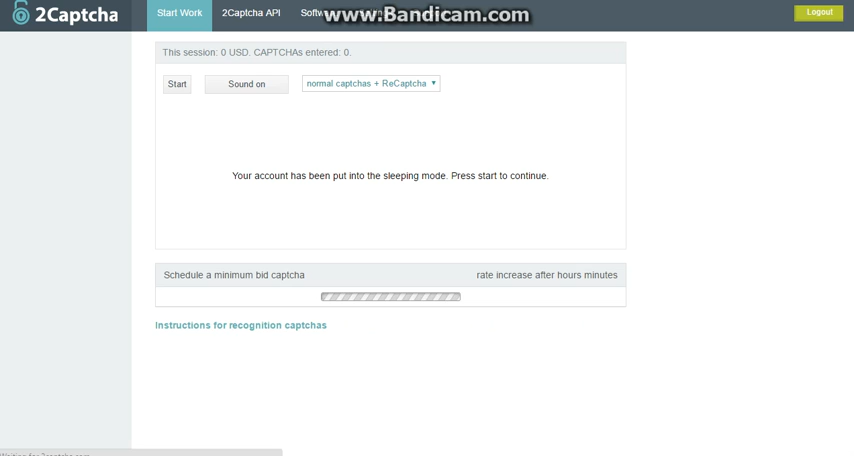 2Captcha
Start Work 2Captcha API
www.Bandicam.com
Logout
This session: 0 USD. CAPTCHAs entered: 0.
Start Sound on normal captchas + ReCaptcha
Your account has been put into the sleeping mode. Press start to continue.
Schedule a minimum bid captcha rate increase after hours minutes
Instructions for recognition captchas